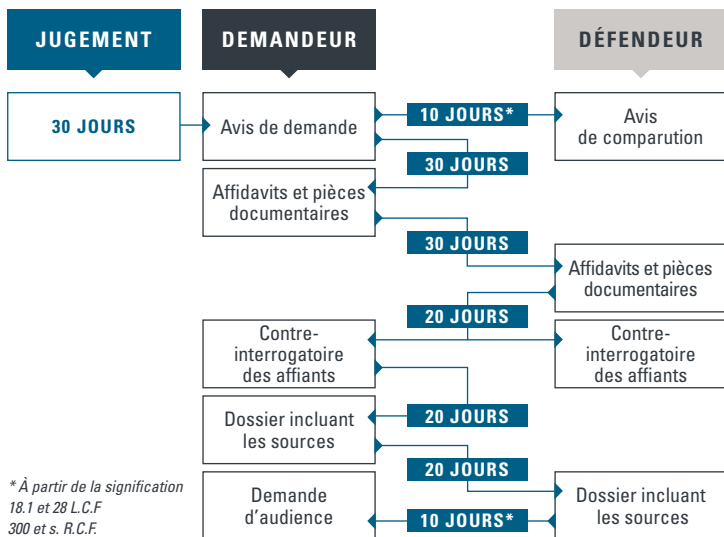 JUGEMENT
DEMANDEUR
DÉFENDEUR
30 JOURS
Avis de demande
10 JOURS*
Avis
de comparution
30 JOURS
Affidavits et pièces
documentaires
30 JOURS
Affidavits et pièces
documentaires
20 JOURS
Contre-
interrogatoire
des affiants
Contre-
interrogatoire
des affiants
20 JOURS
Dossier incluant
les sources
20 JOURS
Demande
d'audience
10 JOURS*
Dossier incluant
les sources
* À partir de la signification
18.1 et 28 L.C.F
300 et s. R.C.F.